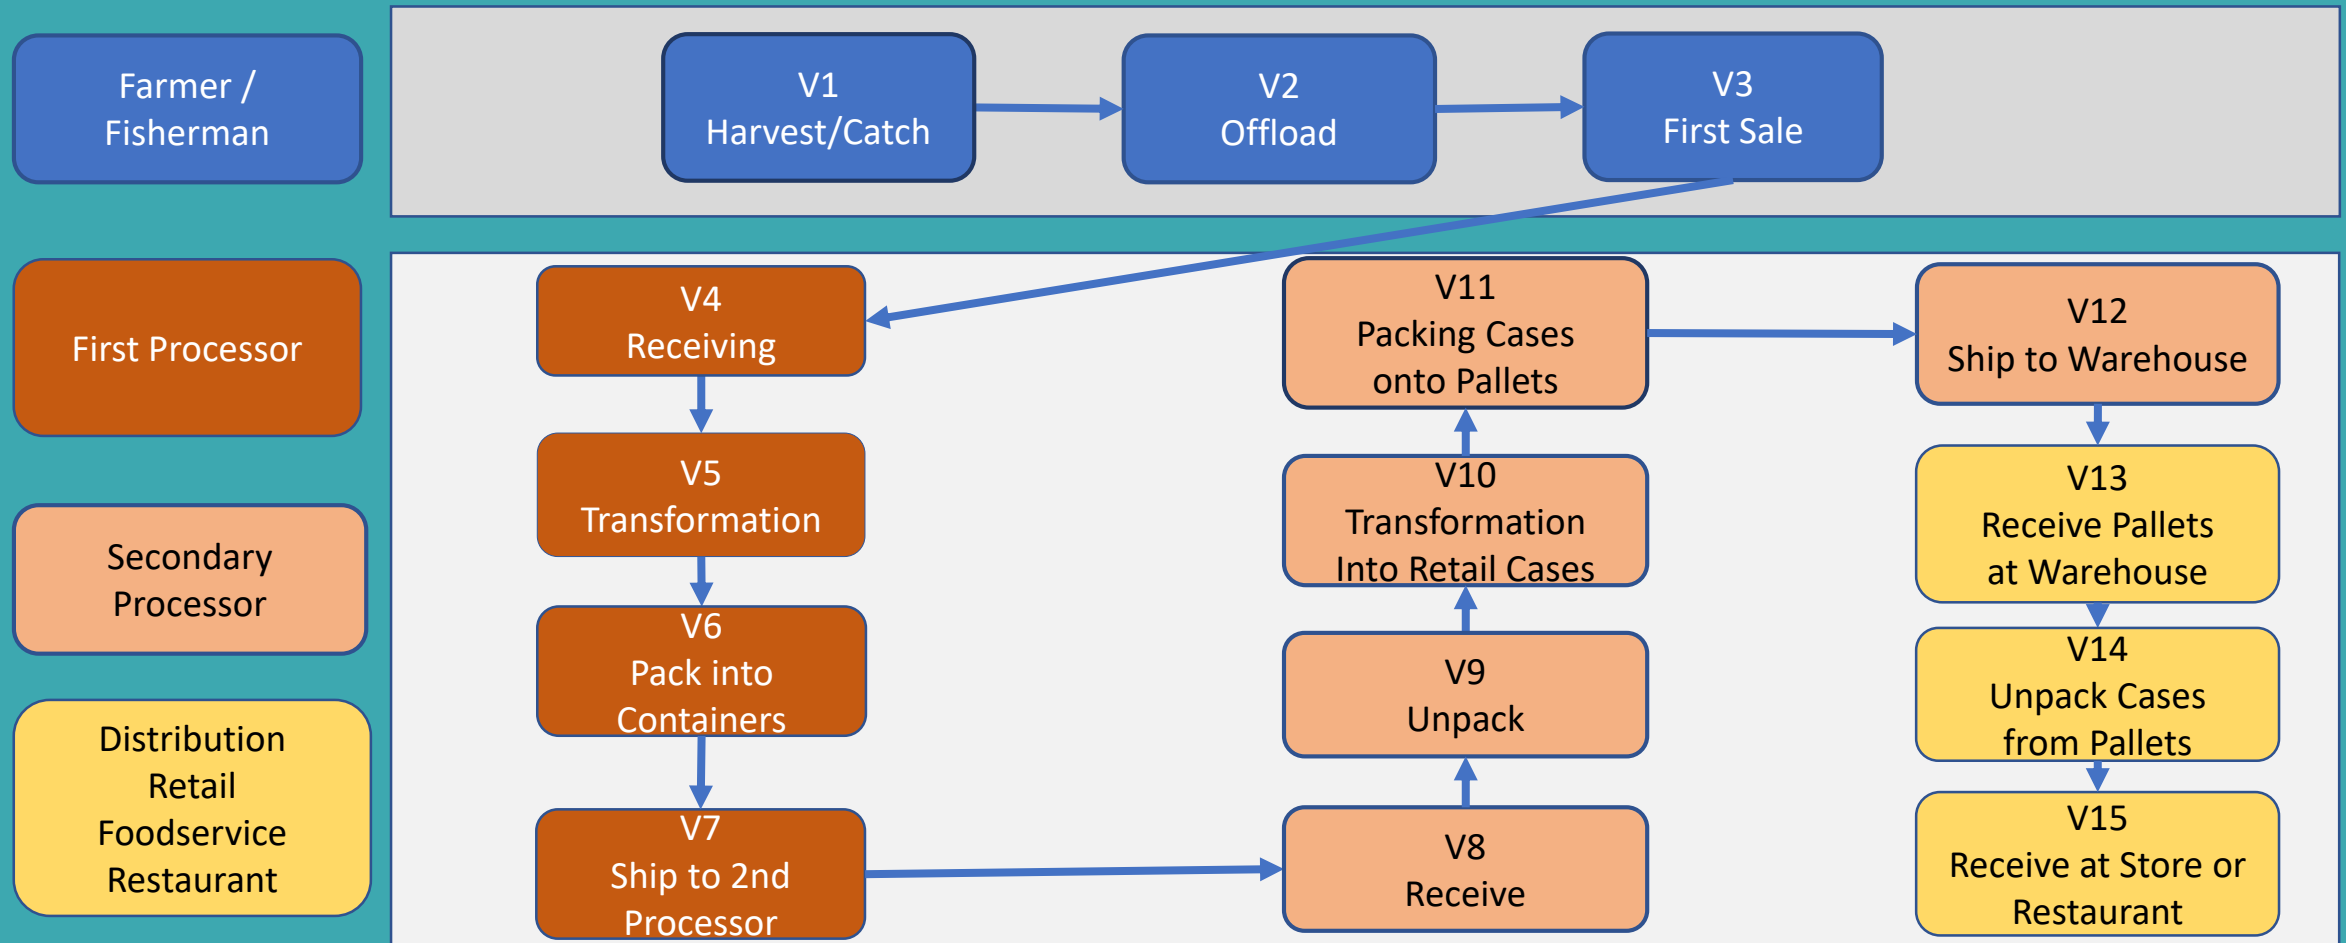 Farmer /
Fisherman
V1
Harvest/Catch
V2
Offload
V3
First Sale
First Processor
Secondary
Processor
Distribution
Retail
Foodservice
Restaurant
V4
Receiving
V5
Transformation
V6
Pack into
Containers
V7
Ship to 2nd
Processor
V8
Receive
V9
Unpack
V10
Transformation
Into Retail Cases
V11
Packing Cases
onto Pallets
V12
Ship to Warehouse
V13
Receive Pallets
at Warehouse
V14
Unpack Cases
from Pallets
V15
Receive at Store or
Restaurant